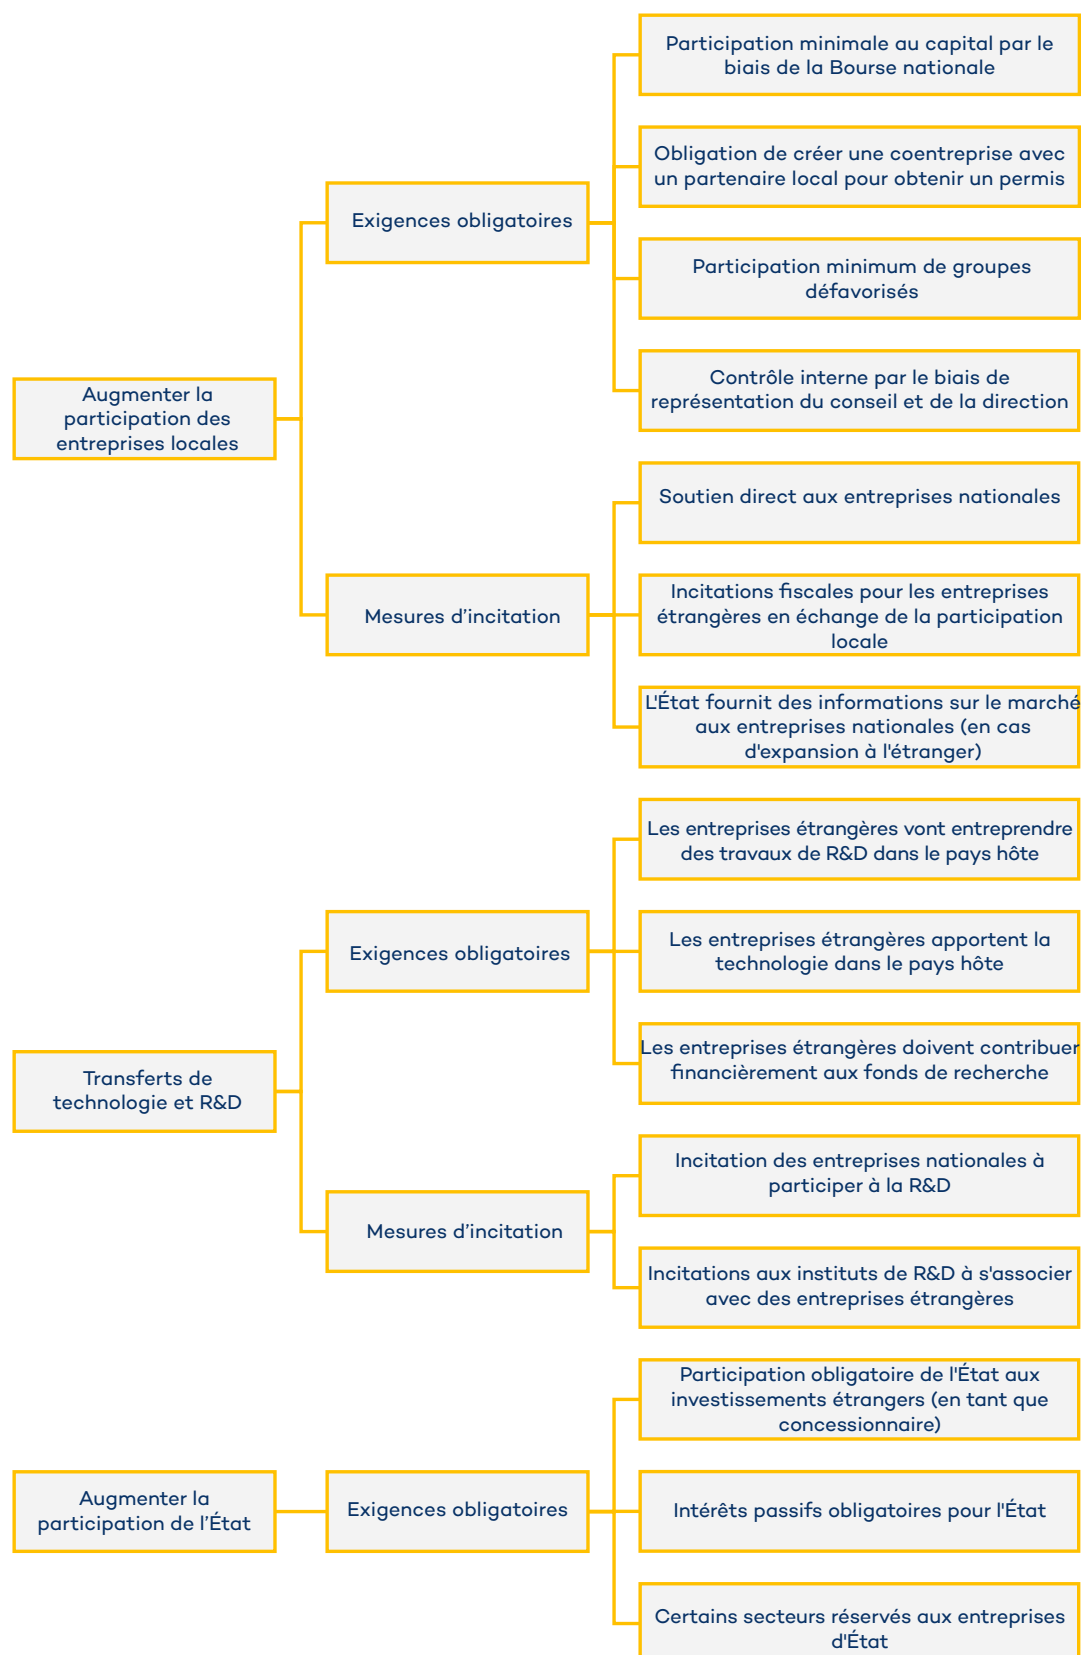 Participation minimale au capital par le
biais de la Bourse nationale
Obligation de créer une coentreprise avec
un partenaire local pour obtenir un permis
Exigences obligatoires
Participation minimum de groupes
défavorisés
Contrôle interne par le biais de
représentation du conseil et de la direction
Augmenter la
participation des
entreprises locales
Soutien direct aux entreprises nationales
Mesures d’incitation
Incitations fiscales pour les entreprises
étrangères en échange de la participation
locale
L'État fournit des informations sur le marché
aux entreprises nationales (en cas
d'expansion à l'étranger)
Les entreprises étrangères vont entreprendre
des travaux de R&D dans le pays hôte
Exigences obligatoires
Les entreprises étrangères apportent la
technologie dans le pays hôte
Les entreprises étrangères doivent contribuer
financièrement aux fonds de recherche
Transferts de
technologie et R&D
Incitation des entreprises nationales à
participer à la R&D
Mesures d’incitation
Incitations aux instituts de R&D à s'associer
avec des entreprises étrangères
Participation obligatoire de l'État aux
investissements étrangers (en tant que
concessionnaire)
Augmenter la
participation de l’État
Exigences obligatoires
Intérêts passifs obligatoires pour l'État
Certains secteurs réservés aux entreprises
d'État